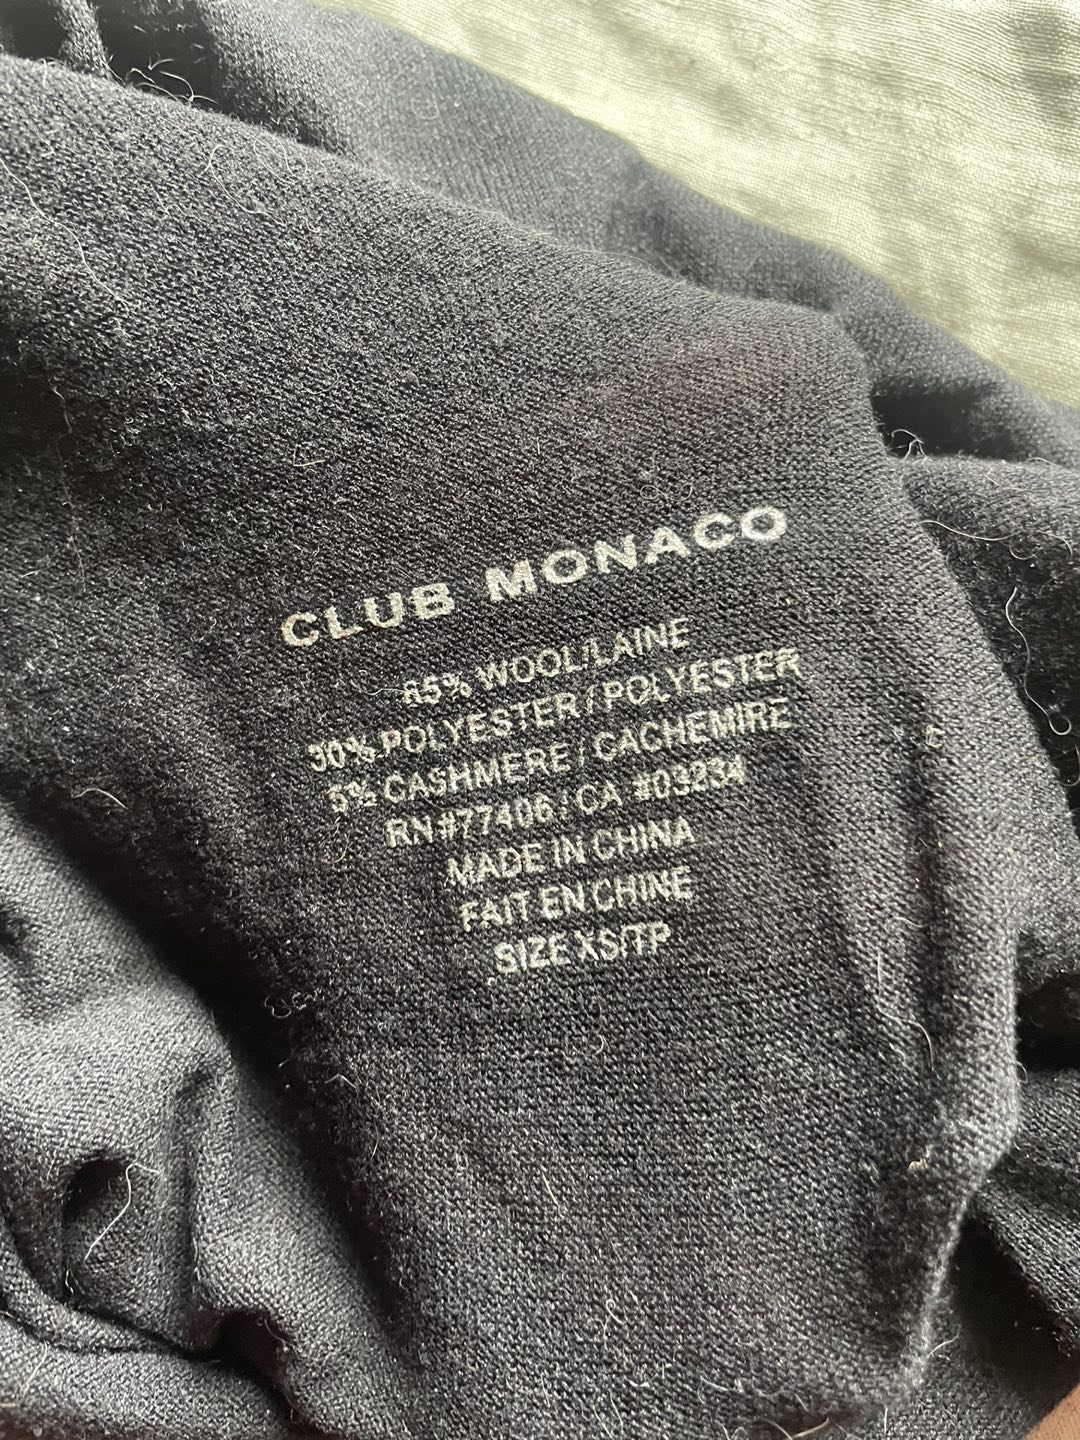 CLUB MONACO
65% WOOL/LAINE
30% POLYESTER / POLYESTER
5% CASHMERE / CACHEMIRE
RN #77406 / CA #03234
MADE IN CHINA
FAIT EN CHINE
SIZE XS/TP